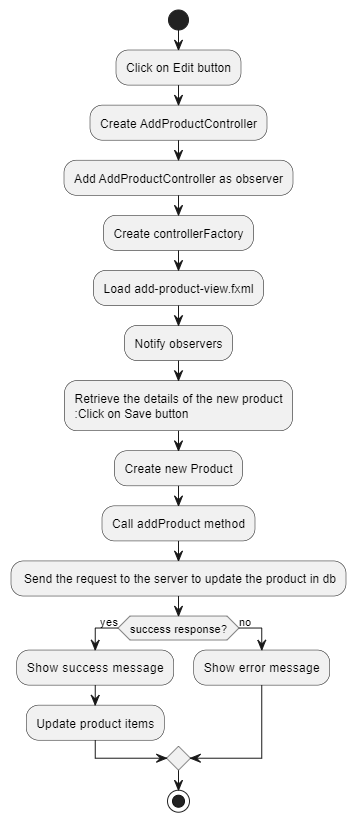 Click on Edit button
Create AddProductController
Add AddProductController as observer
Create controllerFactory
Load add-product-view.fxml
Notify observers
Retrieve the details of the new product
:Click on Save button
Create new Product
Call addProduct method
Send the request to the server to update the product in db
yes
success response?
no
Show success message
Show error message
Update product items